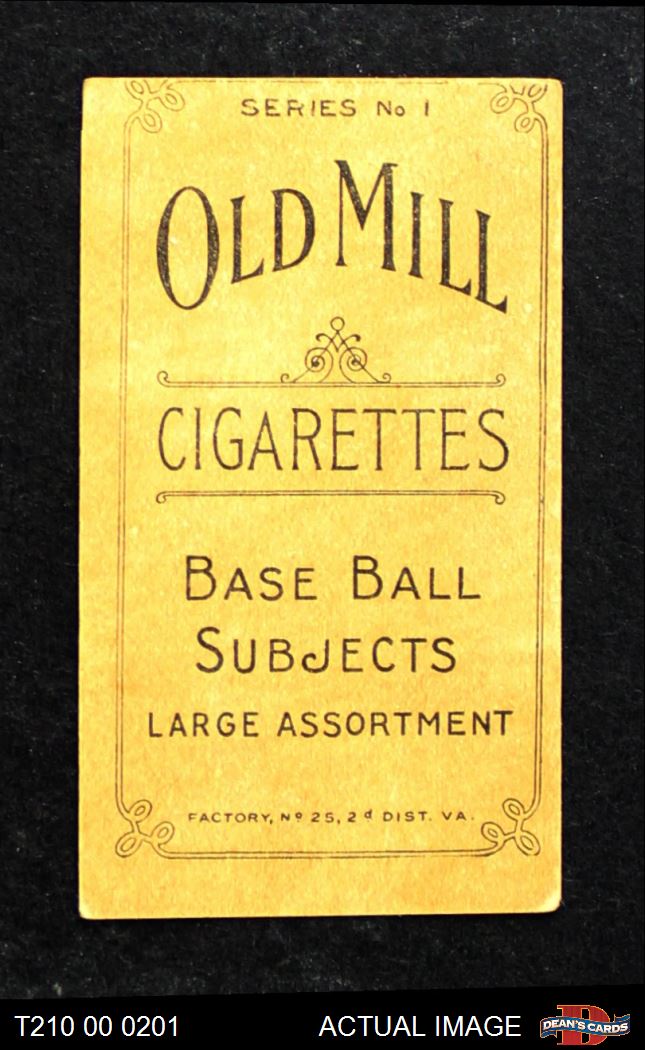 SERIES No 1
OLD MILL
CIGARETTES
BASE BALL
SUBJECTS
LARGE ASSORTMENT
FACTORY, Nº 25, 2d DIST. VA.
T210 00 0201 ACTUAL IMAGE D DEAN'S CARDS